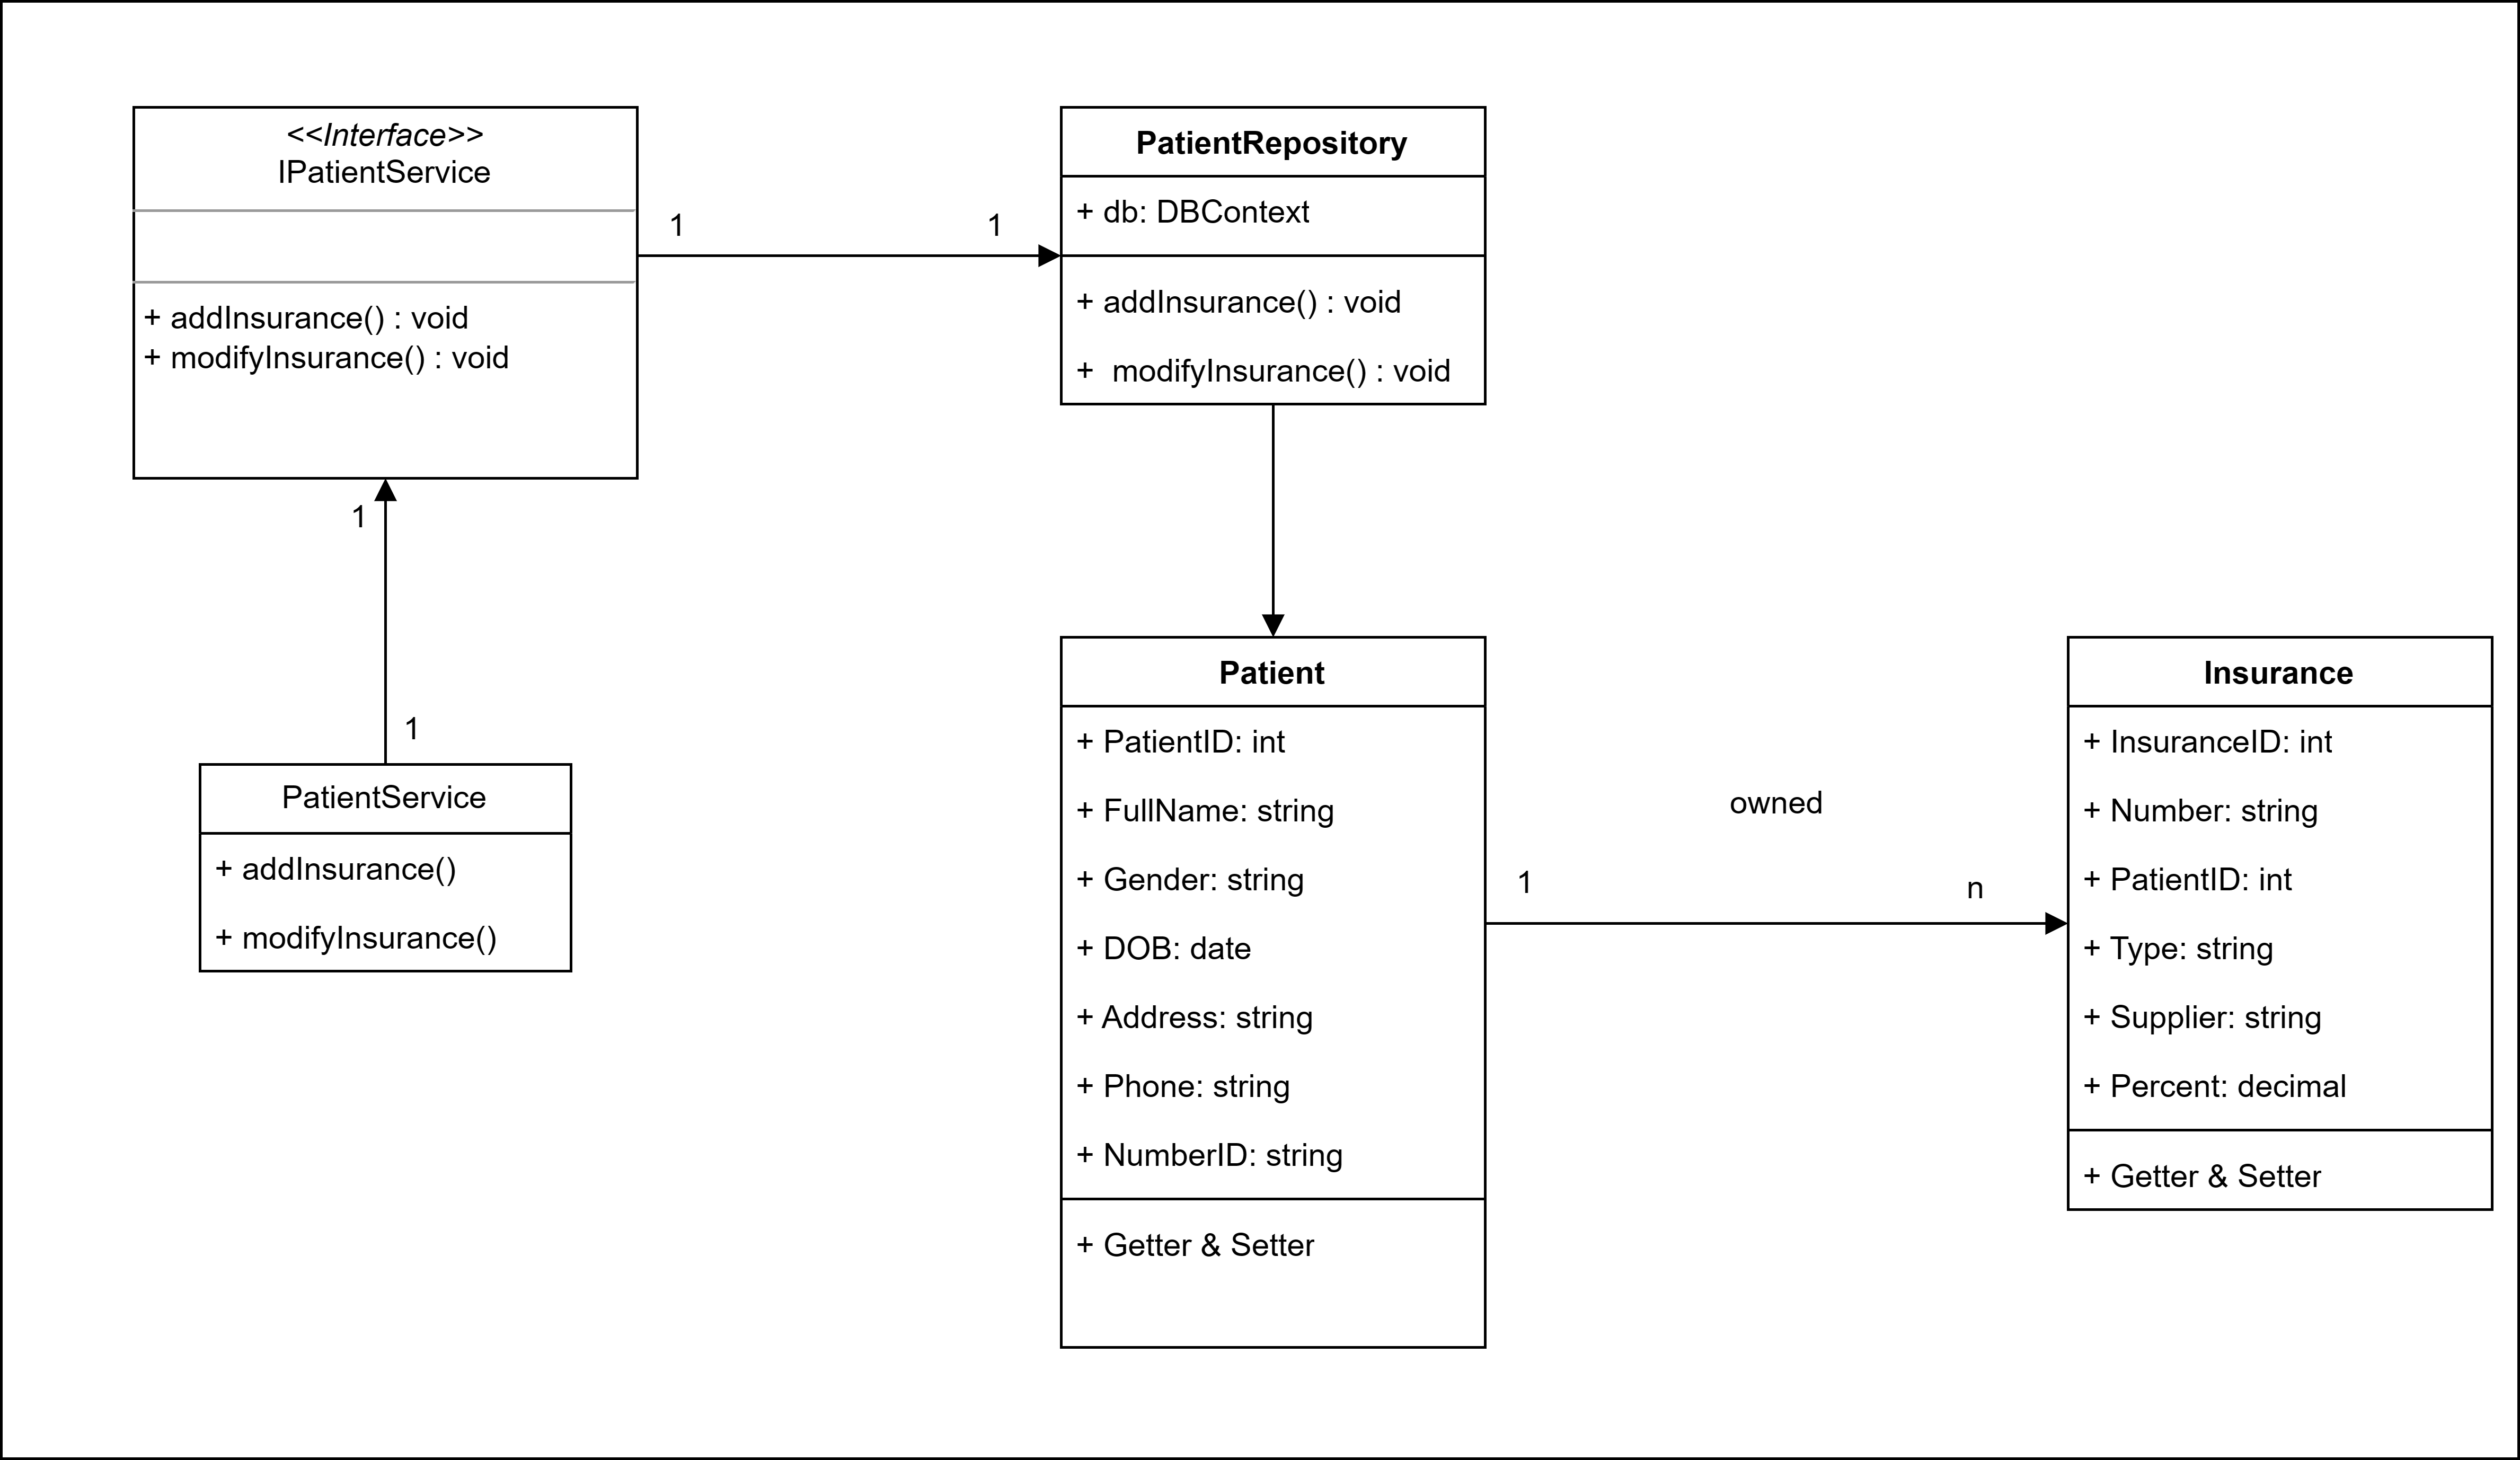 <<Interface>>
IPatientService
+ addInsurance() : void
+ modifyInsurance() : void
1
1
PatientRepository
+ db: DBContext
+ addInsurance() : void
+  modifyInsurance() : void
1
1
PatientService
+ addInsurance()
+ modifyInsurance()
Patient
+ PatientID: int
+ FullName: string
+ Gender: string
+ DOB: date
+ Address: string
+ Phone: string
+ NumberID: string
+ Getter & Setter
owned
1
n
Insurance
+ InsuranceID: int
+ Number: string
+ PatientID: int
+ Type: string
+ Supplier: string
+ Percent: decimal
+ Getter & Setter